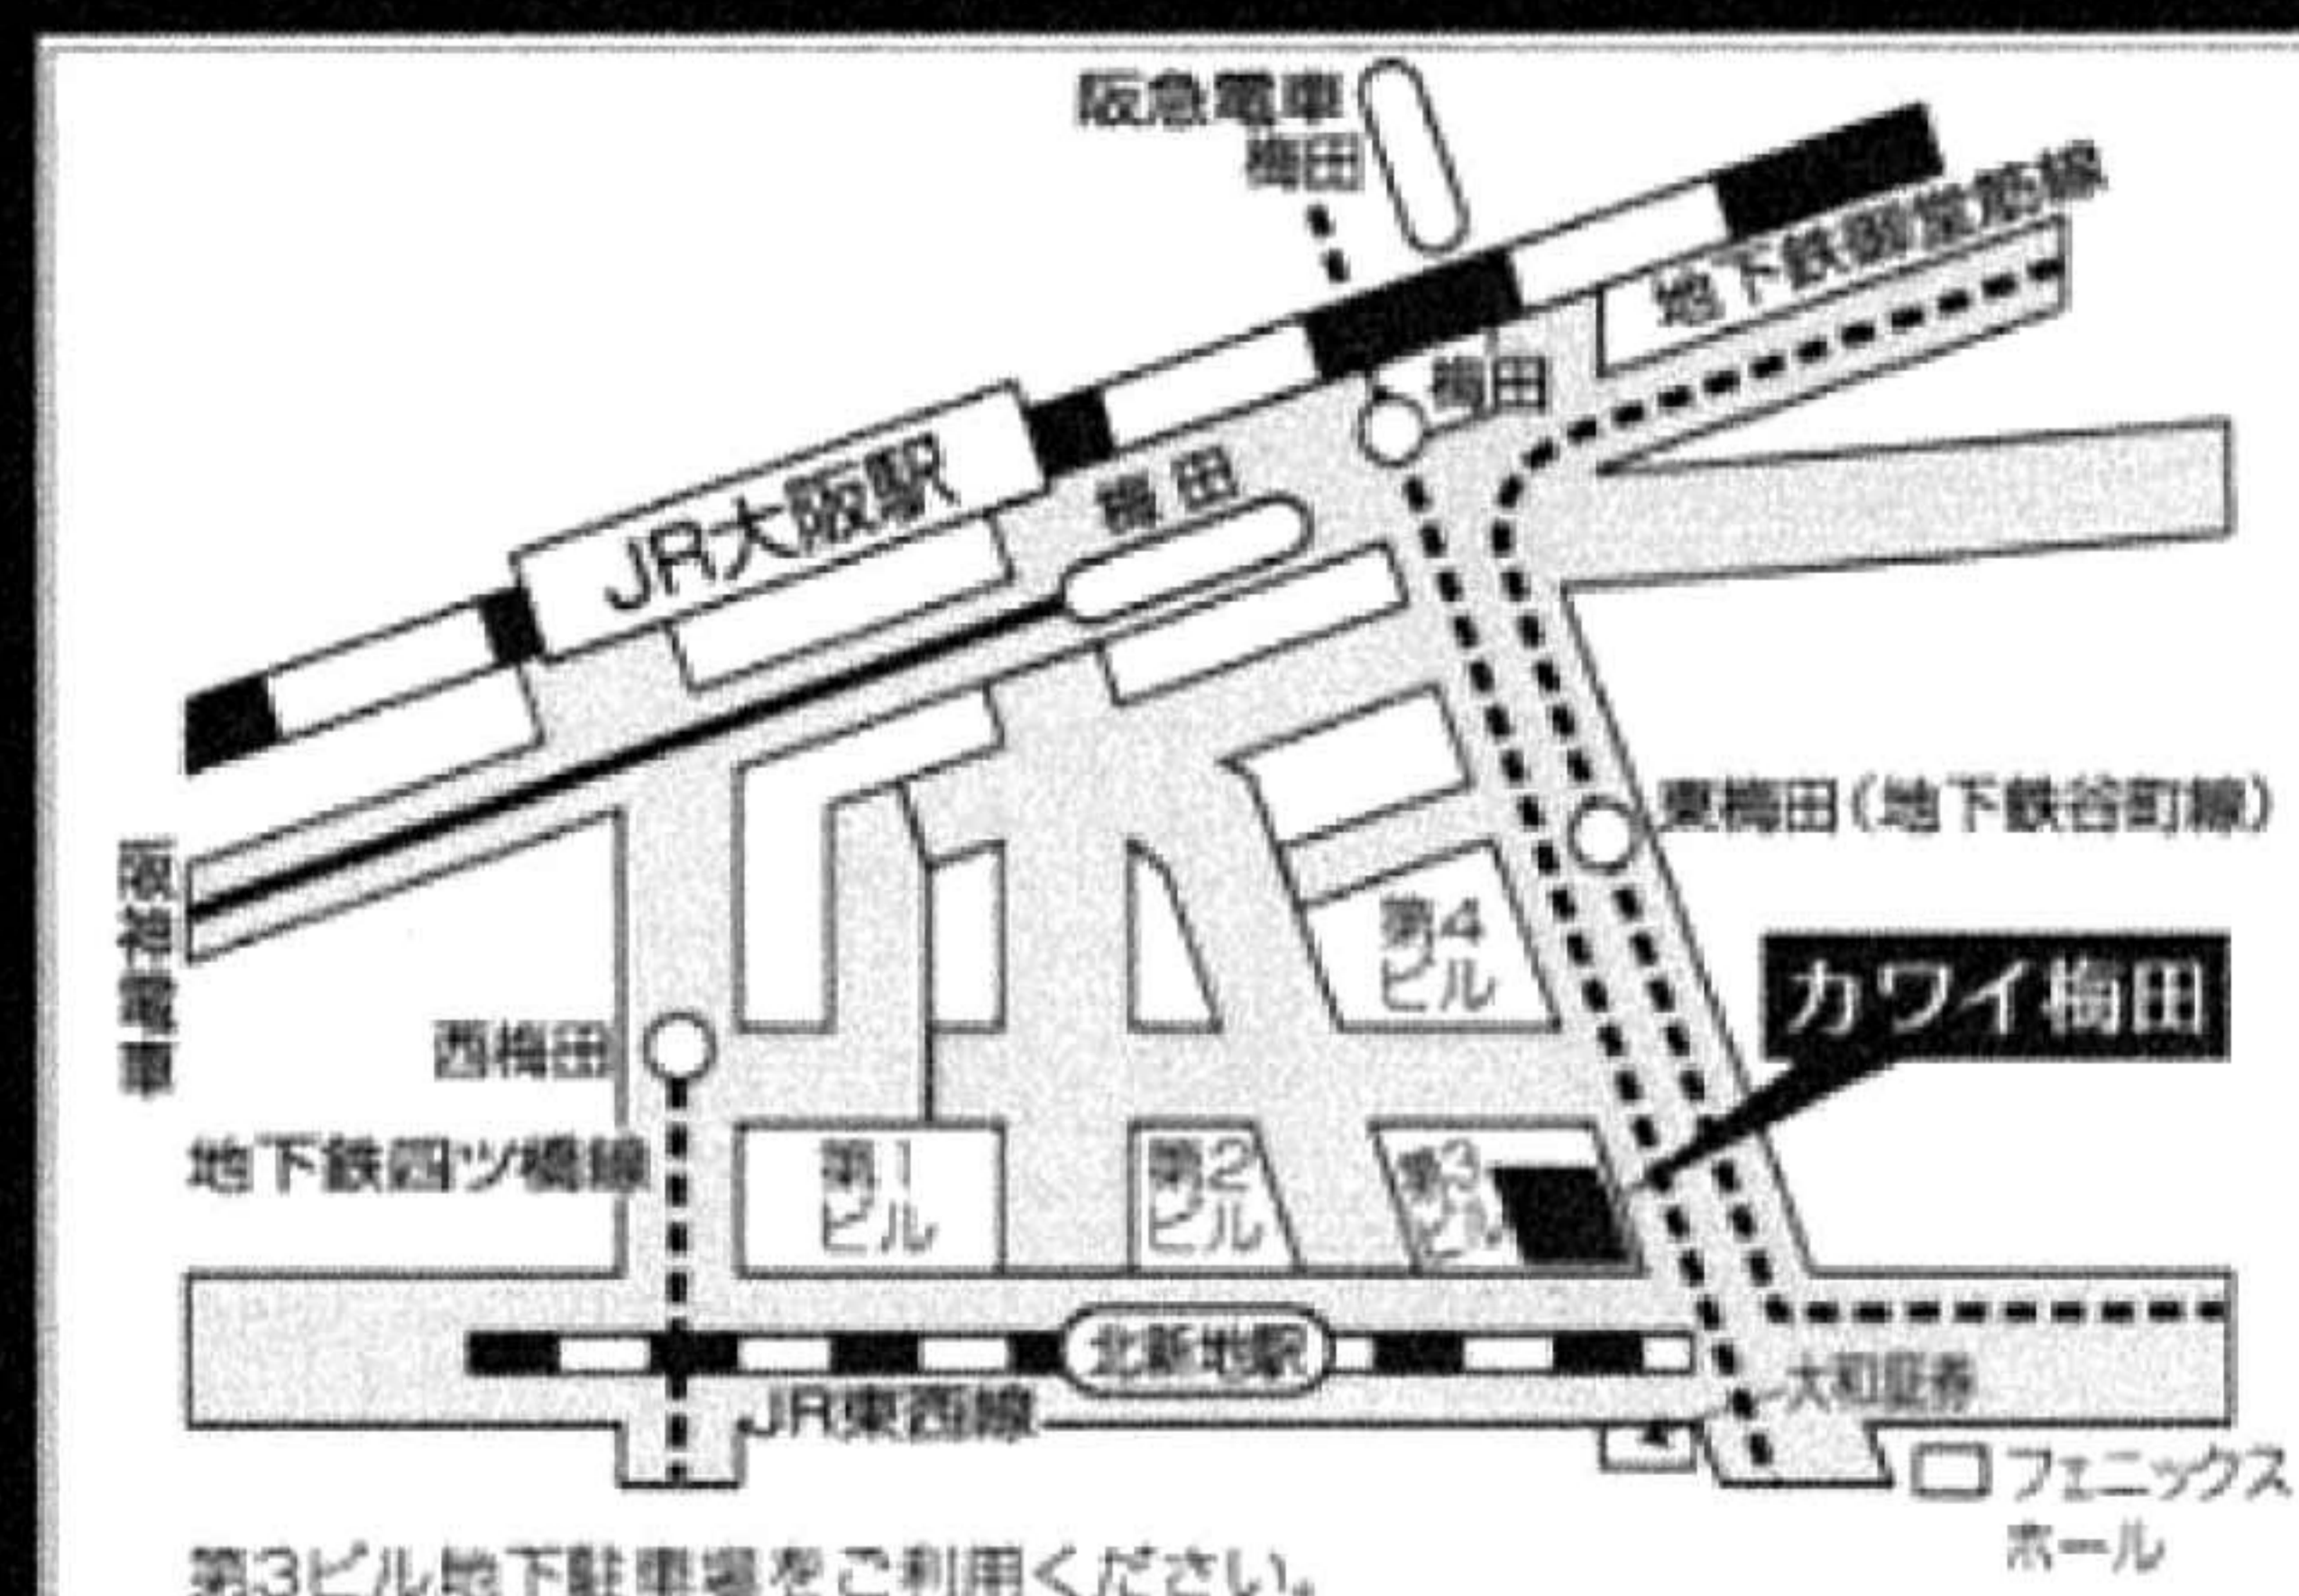 阪急電車
梅田
地下鉄御堂筋線
梅田
JR大阪駅
梅田
東梅田(地下鉄谷町線)
阪神電車
第4
ビル
カワイ梅田
西梅田
地下鉄四ツ橋線
第1
ビル
第2
ビル
第3
ビル
北新地駅
JR東西線
大和証券
フェニックス
ホール
第3ビル地下駐車場をご利用ください。